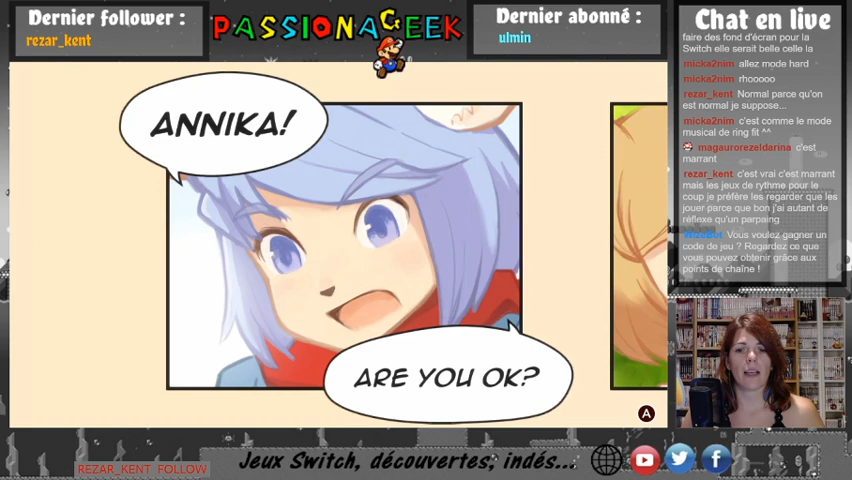 Dernier follower :
rezar_kent
PASSIONAGEEK
Dernier abonné :
ulmin
Chat en live
faire des fond d'écran pour la
Switch elle serait belle celle la
micka2nim allez mode hard
micka2nim rhooooo
rezar_kent Normal parce qu'on
est normal je suppose...
micka2nim c'est comme le mode
musical de ring fit ^^
magaurorezeldarina c'est
marrant
rezar_kent c'est vrai c'est marrant
mais les jeux de rythme pour le
coup je préfère les regarder que les
jouer parce que bon j'ai autant de
réflexe qu'un parpaing
WizeBot Vous voulez gagner un
code de jeu ? Regardez ce que
vous pouvez obtenir grâce aux
points de chaîne !
ANNIKA!
ARE YOU OK?
A
REZAR_KENT FOLLOW
Jeux Switch, découvertes, indés...